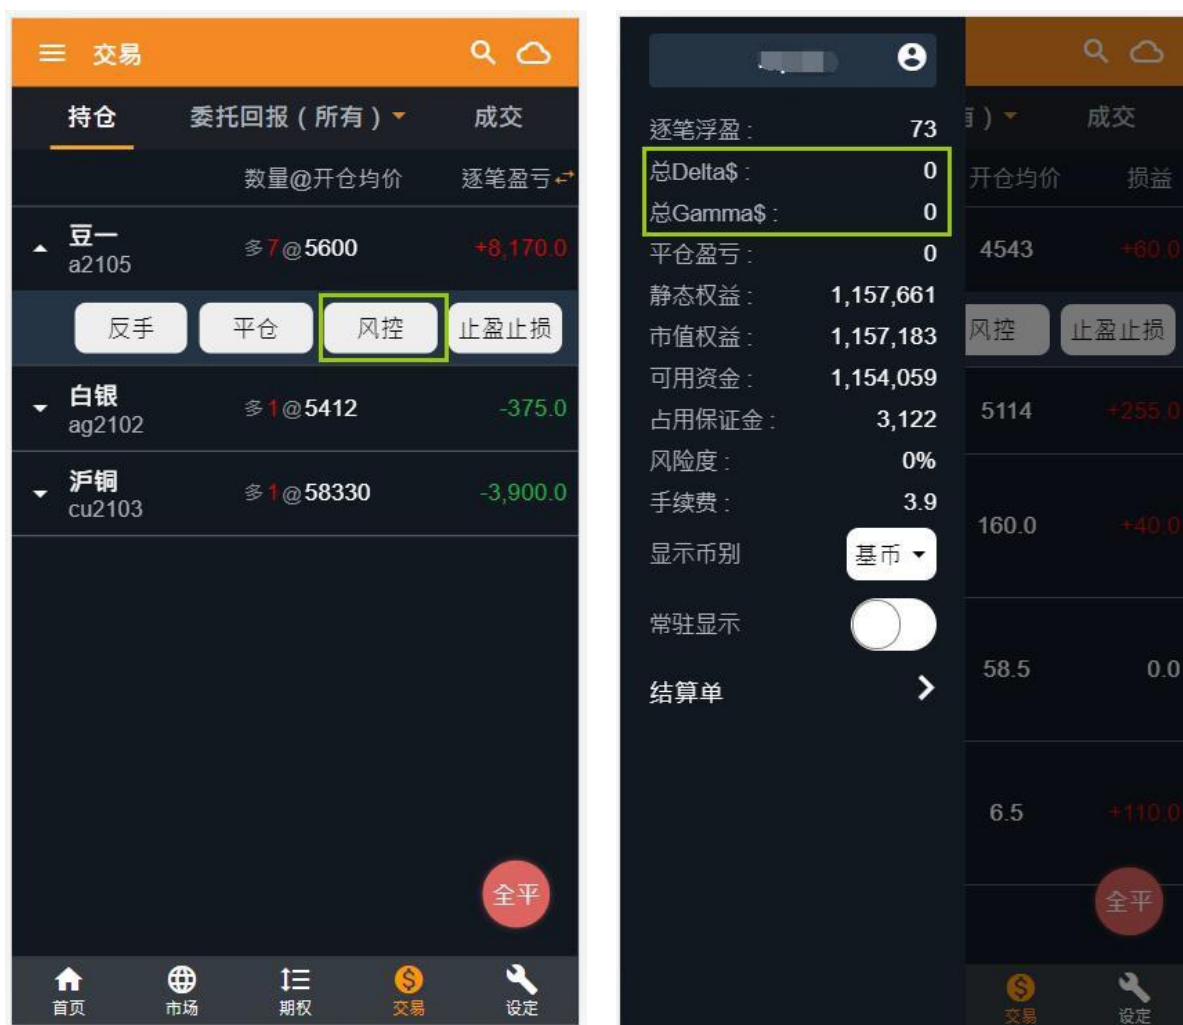 交易
持仓 委托回报（所有） 成交
数量@开仓均价 逐笔盈亏
豆一 多7@5600 +8,170.0
a2105
反手 平仓 风控 止盈止损
白银 多1@5412 -375.0
ag2102
沪铜 多1@58330 -3,900.0
cu2103
全平
首页 市场 期权 交易 设定
逐笔浮盈： 73
总Delta$： 0
总Gamma$： 0
平仓盈亏： 0
静态权益： 1,157,661
市值权益： 1,157,183
可用资金： 1,154,059
占用保证金： 3,122
风险度： 0%
手续费： 3.9
显示币别 基币
常驻显示
结算单
有） 成交
开仓均价 损益
4543 +60.0
风控 止盈止损
5114 +255.0
160.0 +40.0
58.5 0.0
6.5 +110.0
全平
交易 设定